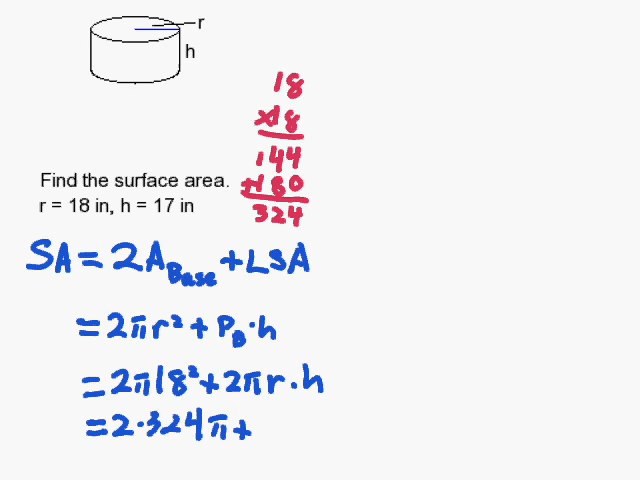 r
h
18
×18
144
+180
324
Find the surface area.
r = 18 in, h = 17 in
SA = 2A_Base + LSA
= 2πr² + P_B · h
= 2π18² + 2πr · h
= 2·324π +